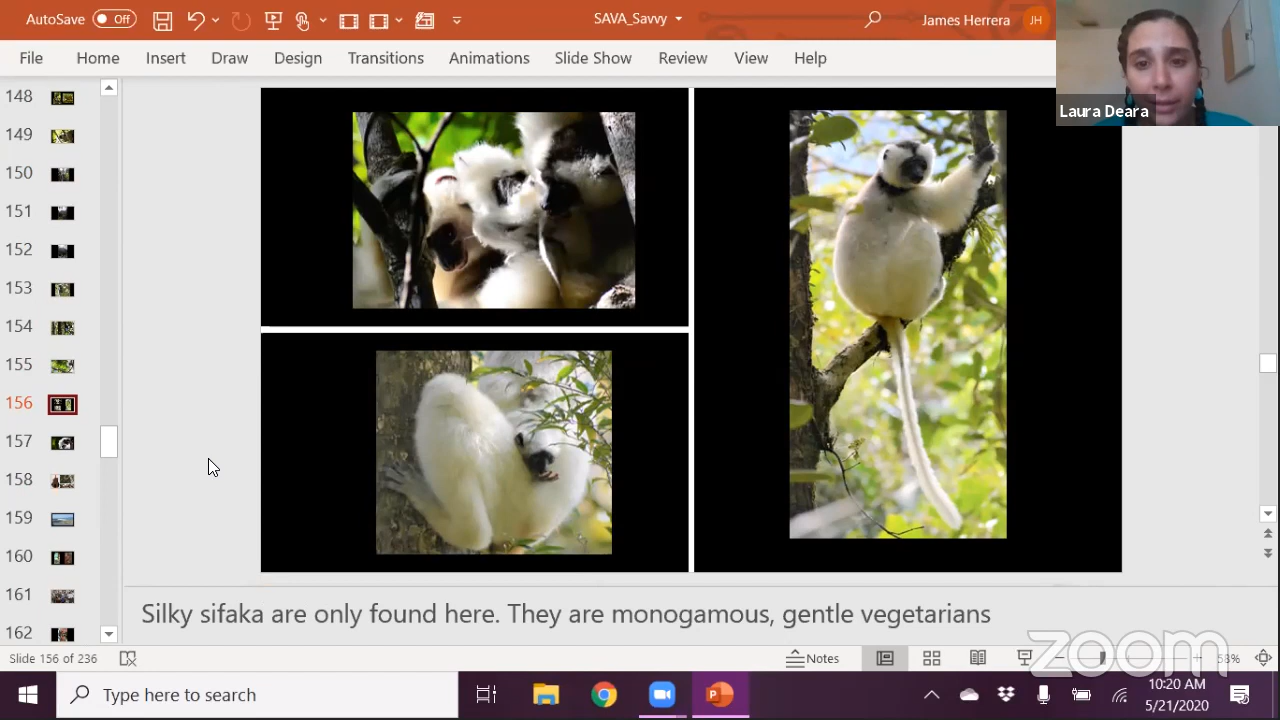 AutoSave Off SAVA_Savvy James Herrera JH
File Home Insert Draw Design Transitions Animations Slide Show Review View Help
Laura Deara
148
149
150
151
152
153
154
155
156
157
158
159
160
161
162
Silky sifaka are only found here. They are monogamous, gentle vegetarians
zoom
Slide 156 of 236 Notes 53%
Type here to search
10:20 AM
5/21/2020